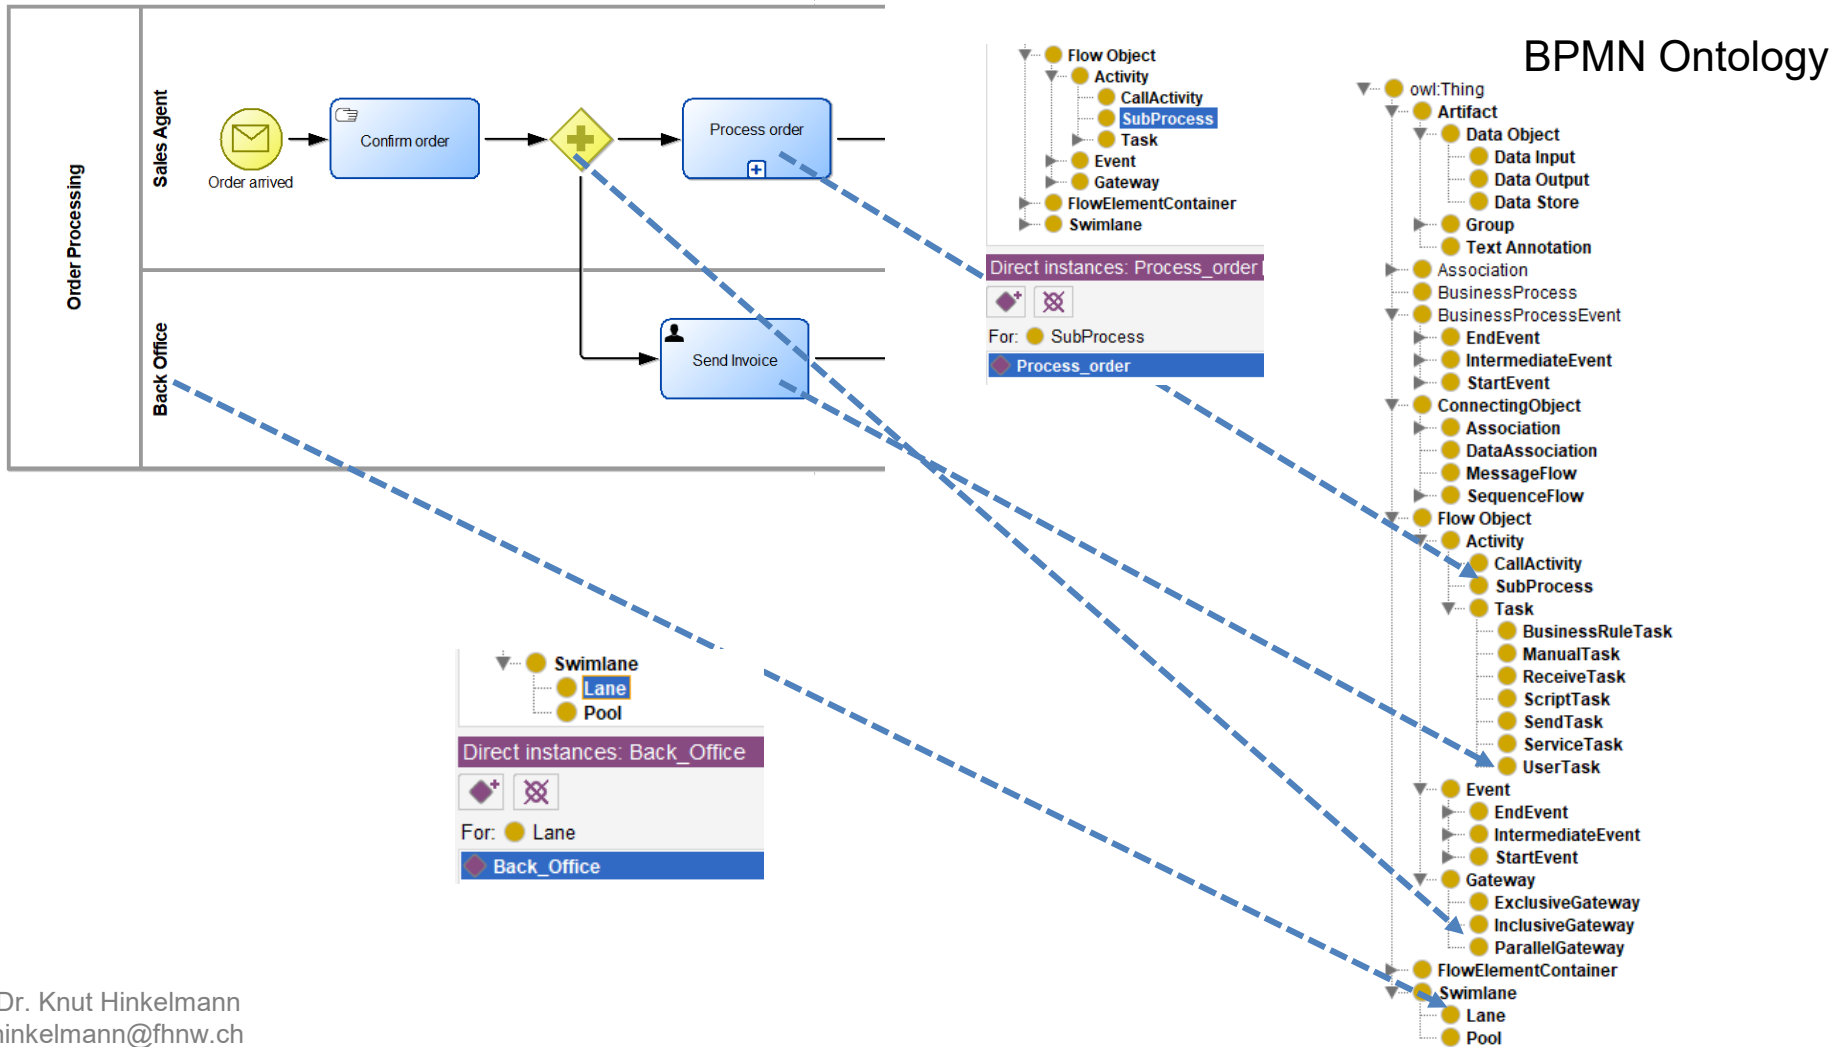 BPMN Ontology
Order Processing
Sales Agent
Back Office
Order arrived
Confirm order
Process order
Send Invoice
Flow Object
Activity
CallActivity
SubProcess
Task
Event
Gateway
FlowElementContainer
Swimlane
Direct instances: Process_order
For: SubProcess
Process_order
Swimlane
Lane
Pool
Direct instances: Back_Office
For: Lane
Back_Office
owl:Thing
Artifact
Data Object
Data Input
Data Output
Data Store
Group
Text Annotation
Association
BusinessProcess
BusinessProcessEvent
EndEvent
IntermediateEvent
StartEvent
ConnectingObject
Association
DataAssociation
MessageFlow
SequenceFlow
Flow Object
Activity
CallActivity
SubProcess
Task
BusinessRuleTask
ManualTask
ReceiveTask
ScriptTask
SendTask
ServiceTask
UserTask
Event
EndEvent
IntermediateEvent
StartEvent
Gateway
ExclusiveGateway
InclusiveGateway
ParallelGateway
FlowElementContainer
Swimlane
Lane
Pool
Dr. Knut Hinkelmann
hinkelmann@fhnw.ch